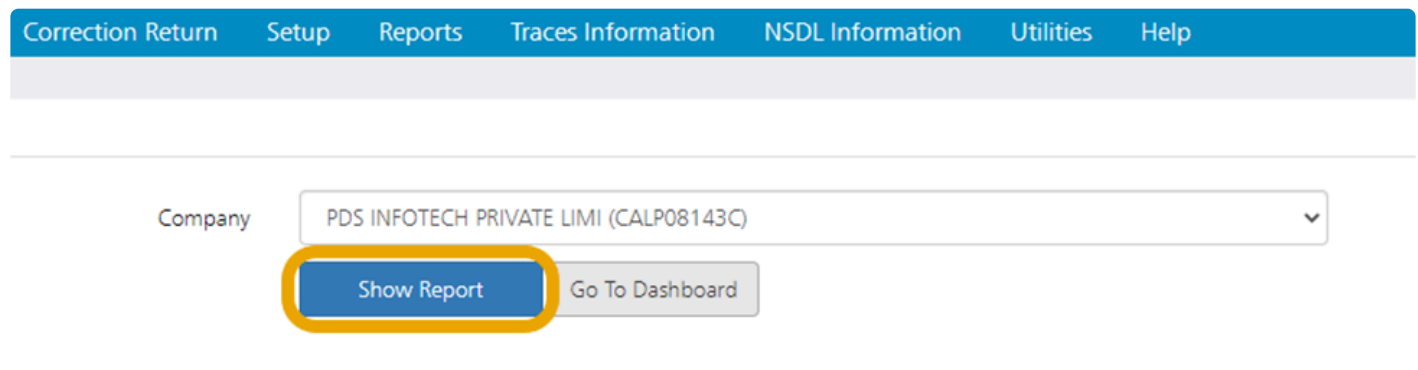 Correction Return Setup Reports Traces Information NSDL Information Utilities Help
Company PDS INFOTECH PRIVATE LIMI (CALP08143C)
Show Report Go To Dashboard